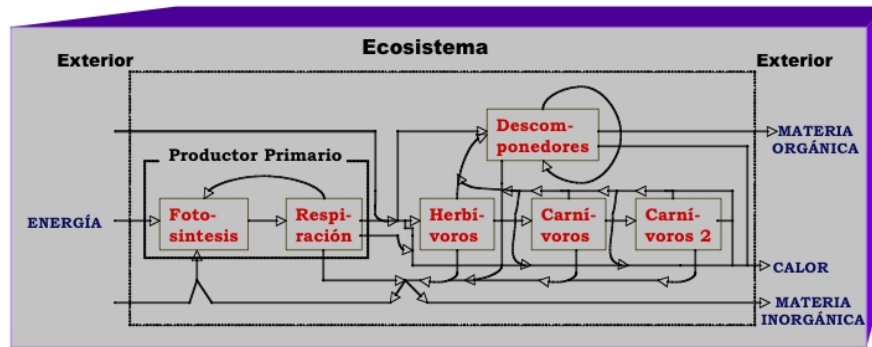 Ecosistema
Exterior
Exterior
Descom-
ponedores
MATERIA
ORGÁNICA
Productor Primario
ENERGÍA
Foto-
sintesis
Respi-
ración
Herbí-
voros
Carní-
voros
Carní-
voros 2
CALOR
MATERIA
INORGÁNICA